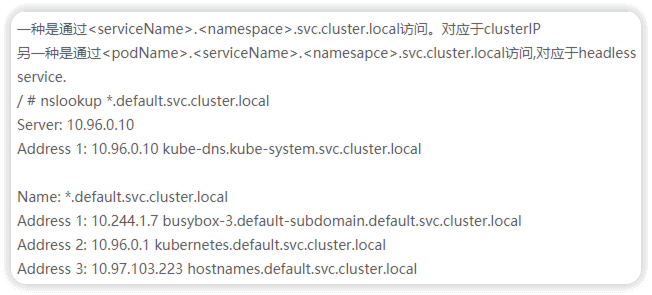 一种是通过<serviceName>.<namespace>.svc.cluster.local访问。对应于clusterIP
另一种是通过<podName>.<serviceName>.<namesapce>.svc.cluster.local访问,对应于headless
service.
/ # nslookup *.default.svc.cluster.local
Server: 10.96.0.10
Address 1: 10.96.0.10 kube-dns.kube-system.svc.cluster.local
Name: *.default.svc.cluster.local
Address 1: 10.244.1.7 busybox-3.default-subdomain.default.svc.cluster.local
Address 2: 10.96.0.1 kubernetes.default.svc.cluster.local
Address 3: 10.97.103.223 hostnames.default.svc.cluster.local